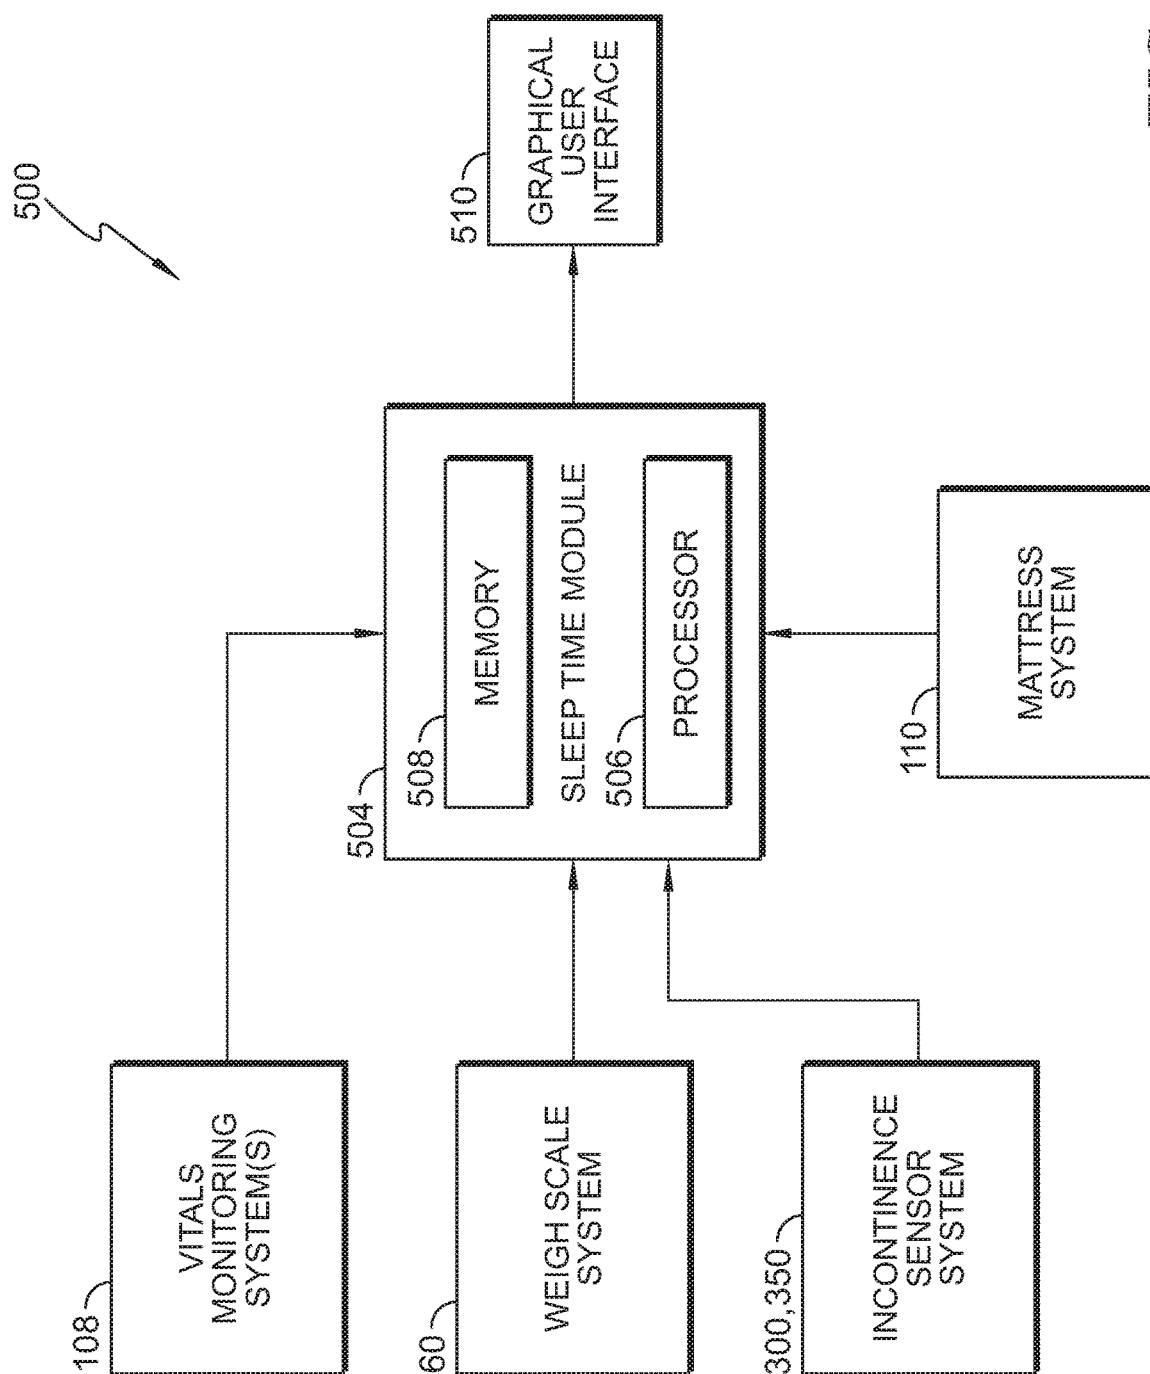 500
108
VITALS
MONITORING
SYSTEM(S)
60
WEIGH SCALE
SYSTEM
300,350
INCONTINENCE
SENSOR
SYSTEM
504
508
MEMORY
SLEEP TIME MODULE
506
PROCESSOR
110
MATTRESS
SYSTEM
510
GRAPHICAL
USER
INTERFACE